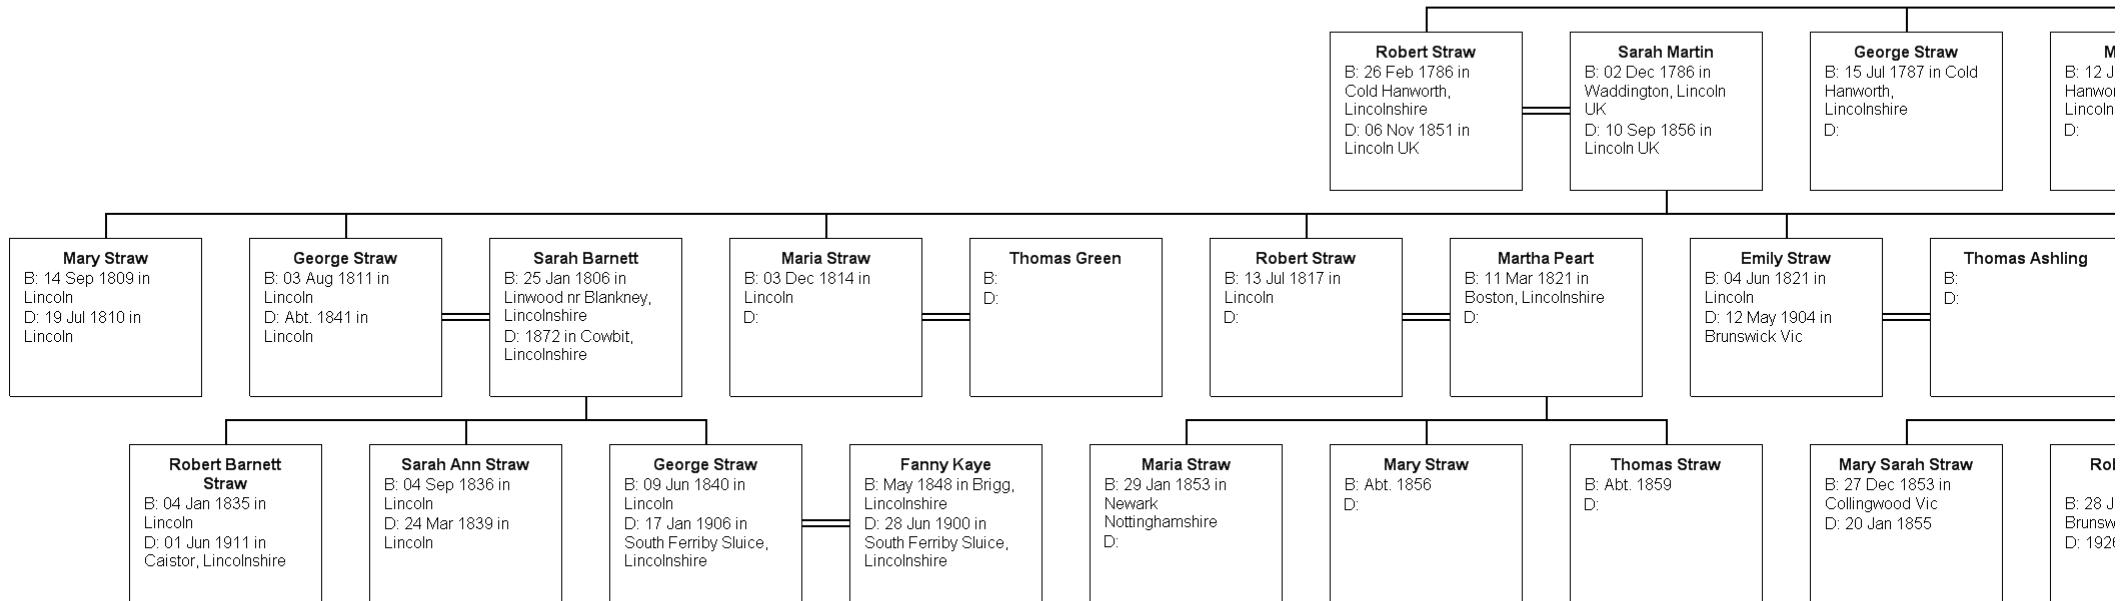 Robert Straw
B: 26 Feb 1786 in
Cold Hanworth,
Lincolnshire
D: 06 Nov 1851 in
Lincoln UK
Sarah Martin
B: 02 Dec 1786 in
Waddington, Lincoln
UK
D: 10 Sep 1856 in
Lincoln UK
George Straw
B: 15 Jul 1787 in Cold
Hanworth,
Lincolnshire
D:
M
B: 12 J
Hanwor
Lincoln
D:
Mary Straw
B: 14 Sep 1809 in
Lincoln
D: 19 Jul 1810 in
Lincoln
George Straw
B: 03 Aug 1811 in
Lincoln
D: Abt. 1841 in
Lincoln
Sarah Barnett
B: 25 Jan 1806 in
Linwood nr Blankney,
Lincolnshire
D: 1872 in Cowbit,
Lincolnshire
Maria Straw
B: 03 Dec 1814 in
Lincoln
D:
Thomas Green
B:
D:
Robert Straw
B: 13 Jul 1817 in
Lincoln
D:
Martha Peart
B: 11 Mar 1821 in
Boston, Lincolnshire
D:
Emily Straw
B: 04 Jun 1821 in
Lincoln
D: 12 May 1904 in
Brunswick Vic
Thomas Ashling
B:
D:
Robert Barnett
Straw
B: 04 Jan 1835 in
Lincoln
D: 01 Jun 1911 in
Caistor, Lincolnshire
Sarah Ann Straw
B: 04 Sep 1836 in
Lincoln
D: 24 Mar 1839 in
Lincoln
George Straw
B: 09 Jun 1840 in
Lincoln
D: 17 Jan 1906 in
South Ferriby Sluice,
Lincolnshire
Fanny Kaye
B: May 1848 in Brigg,
Lincolnshire
D: 28 Jun 1900 in
South Ferriby Sluice,
Lincolnshire
Maria Straw
B: 29 Jan 1853 in
Newark
Nottinghamshire
D:
Mary Straw
B: Abt. 1856
D:
Thomas Straw
B: Abt. 1859
D:
Mary Sarah Straw
B: 27 Dec 1853 in
Collingwood Vic
D: 20 Jan 1855
Rol
B: 28 J
Brunsw
D: 1926